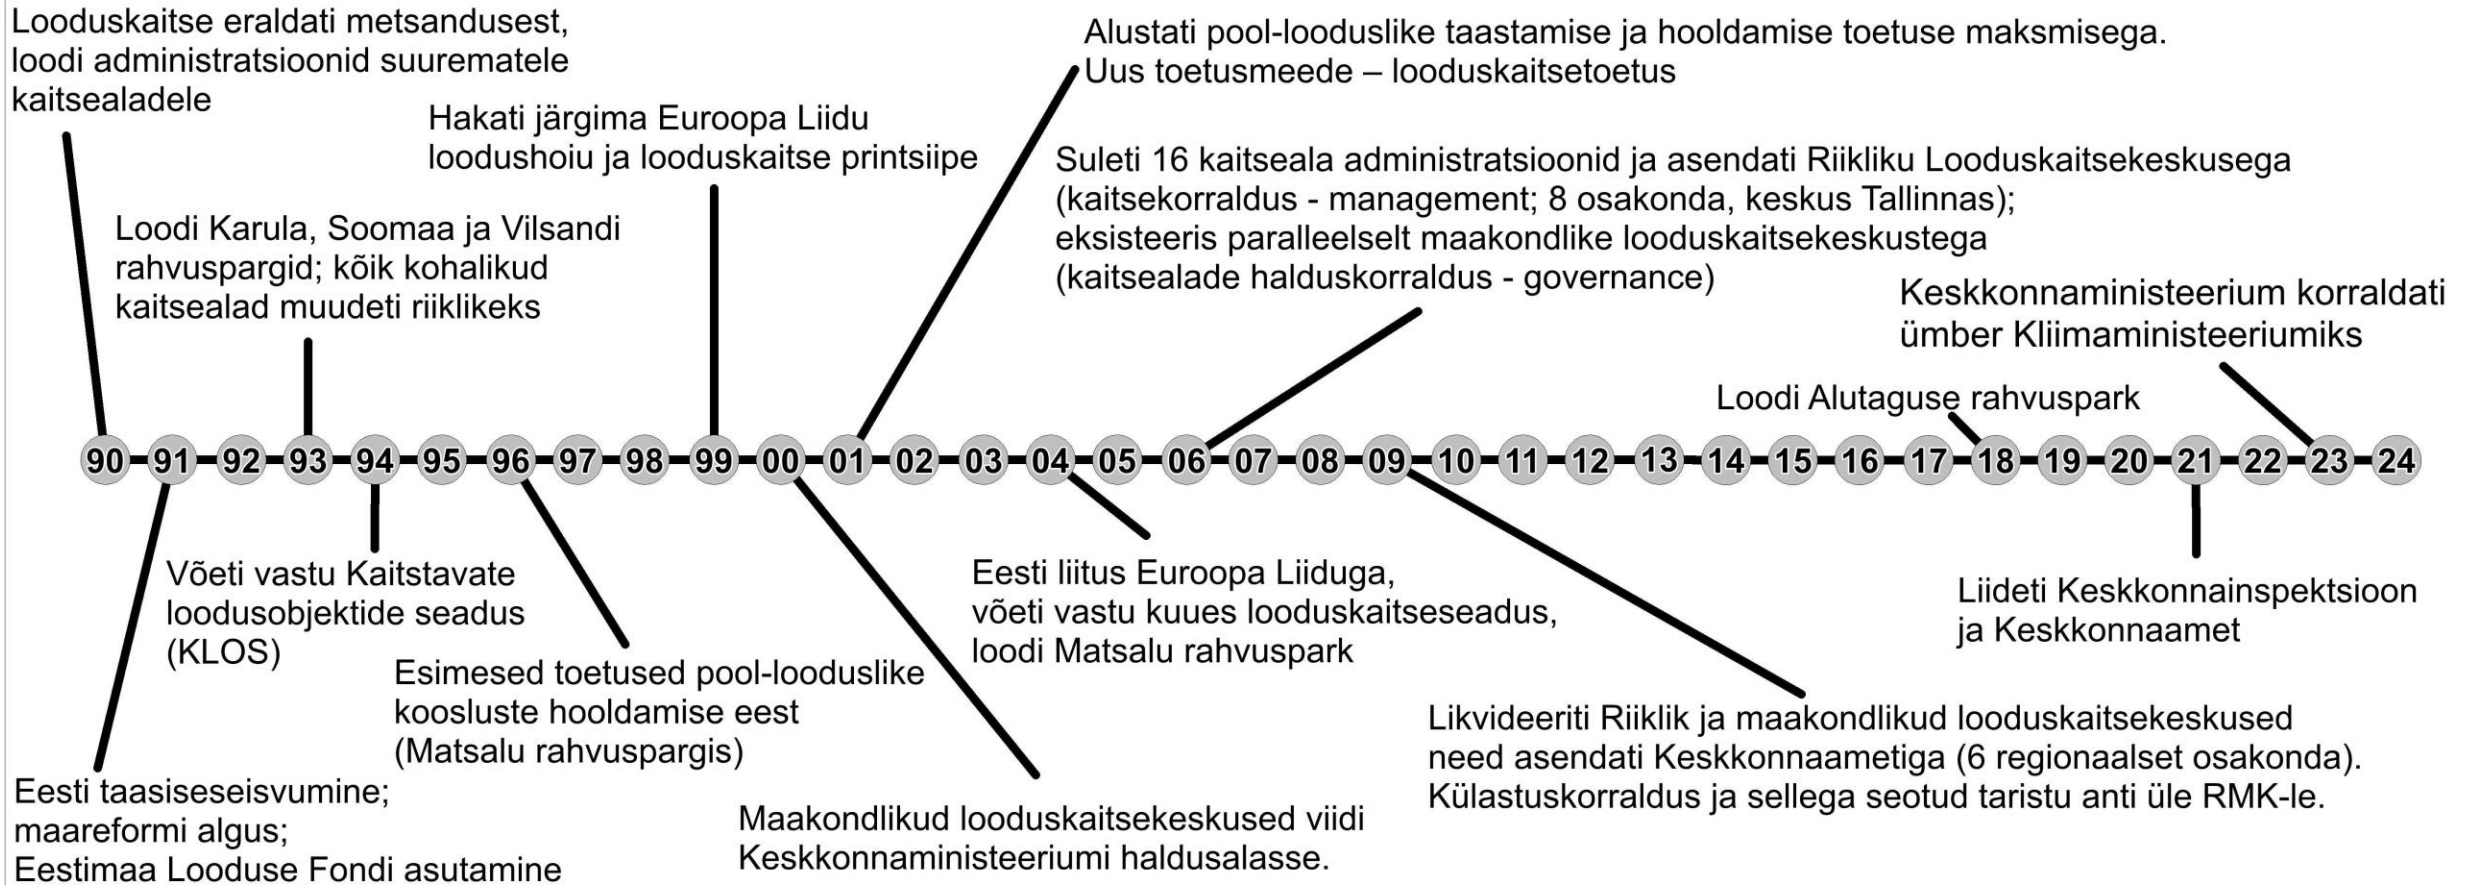 Looduskaitse eraldati metsandusest,
loodi administratsioonid suurematele
kaitsealadele
Alustati pool-looduslike taastamise ja hooldamise toetuse maksmisega.
Uus toetusmeede – looduskaitsetoetus
Hakati järgima Euroopa Liidu
loodushoiu ja looduskaitse printsiipe
Suleti 16 kaitseala administratsioonid ja asendati Riikliku Looduskaitsekeskusega
(kaitsekorraldus - management; 8 osakonda, keskus Tallinnas);
eksisteeris paralleelselt maakondlike looduskaitsekeskustega
(kaitsealade halduskorraldus - governance)
Loodi Karula, Soomaa ja Vilsandi
rahvuspargid; kõik kohalikud
kaitsealad muudeti riiklikeks
Keskkonnaministeerium korraldati
ümber Kliimaministeeriumiks
Loodi Alutaguse rahvuspark
90 91 92 93 94 95 96 97 98 99 00 01 02 03 04 05 06 07 08 09 10 11 12 13 14 15 16 17 18 19 20 21 22 23 24
Võeti vastu Kaitstavate
loodusobjektide seadus
(KLOS)
Eesti liitus Euroopa Liiduga,
võeti vastu kuues looduskaitseseadus,
loodi Matsalu rahvuspark
Liideti Keskkonnainspektsioon
ja Keskkonnaamet
Esimesed toetused pool-looduslike
koosluste hooldamise eest
(Matsalu rahvuspargis)
Likvideeriti Riiklik ja maakondlikud looduskaitsekeskused
need asendati Keskkonnaametiga (6 regionaalset osakonda).
Külastuskorraldus ja sellega seotud taristu anti üle RMK-le.
Eesti taasiseseisvumine;
maareformi algus;
Eestimaa Looduse Fondi asutamine
Maakondlikud looduskaitsekeskused viidi
Keskkonnaministeeriumi haldusalasse.